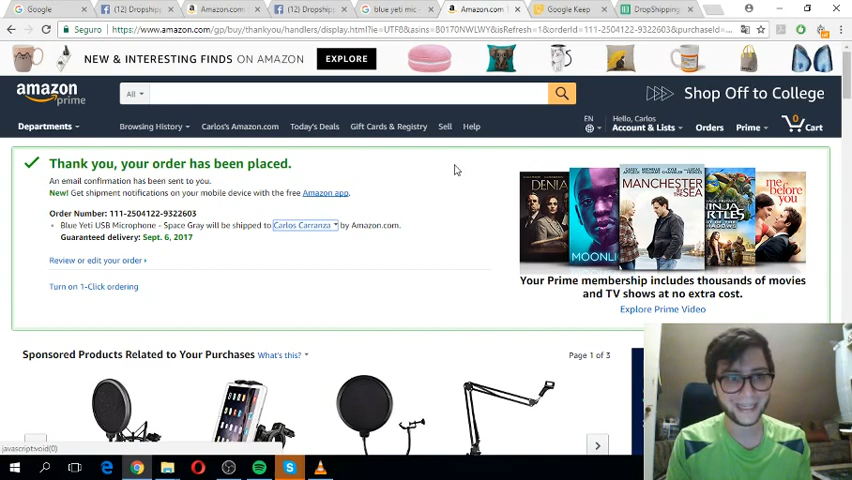 Google
(12) Dropship
Amazon.com
(12) Dropship
blue yeti mic -
Amazon.com
Google Keep
DropShipping
Seguro
https://www.amazon.com/gp/buy/thankyou/handlers/display.html?ie=UTF8&asins=B0170NWLWY&isRefresh=1&orderId=111-2504122-9322603&purchaseId=
NEW & INTERESTING FINDS ON AMAZON
EXPLORE
amazon
prime
All
Shop Off to College
Departments
Browsing History
Carlos's Amazon.com
Today's Deals
Gift Cards & Registry
Sell
Help
EN
Hello, Carlos
Account & Lists
Orders
Prime
0
Cart
Thank you, your order has been placed.
An email confirmation has been sent to you.
New! Get shipment notifications on your mobile device with the free Amazon app.
Order Number: 111-2504122-9322603
Blue Yeti USB Microphone - Space Gray will be shipped to Carlos Carranza by Amazon.com.
Guaranteed delivery: Sept. 6, 2017
Review or edit your order
Turn on 1-Click ordering
DENIA
MOONLI
MANCHESTER
BY THE SEA
NINJA
TURTLES
me before
you
Your Prime membership includes thousands of movies
and TV shows at no extra cost.
Explore Prime Video
Sponsored Products Related to Your Purchases What's this?
Page 1 of 3
javascript:void(0)